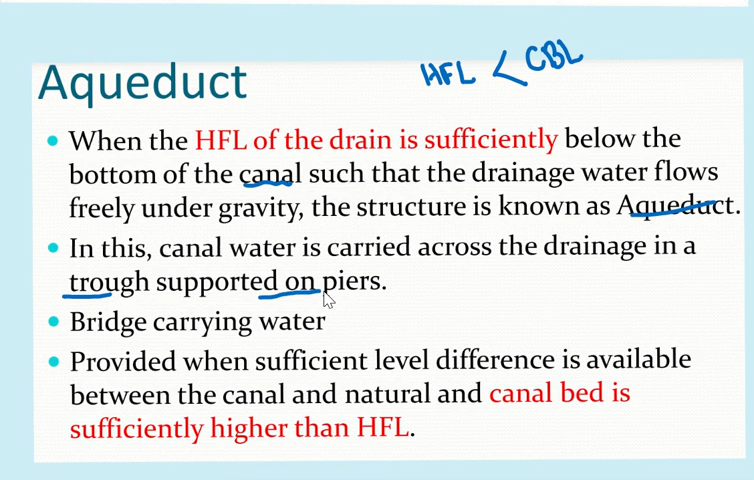 Aqueduct
HFL < CBL
When the HFL of the drain is sufficiently below the
bottom of the canal such that the drainage water flows
freely under gravity, the structure is known as Aqueduct.
In this, canal water is carried across the drainage in a
trough supported on piers.
Bridge carrying water
Provided when sufficient level difference is available
between the canal and natural and canal bed is
sufficiently higher than HFL.